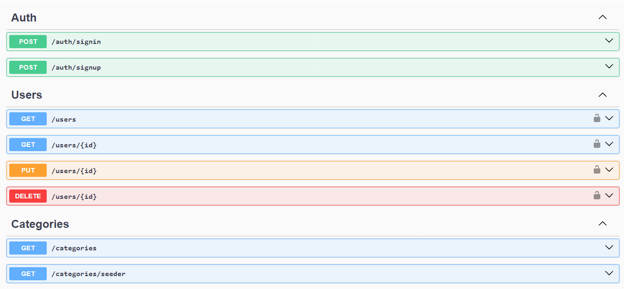 Auth
POST /auth/signin
POST /auth/signup
Users
GET /users
GET /users/{id}
PUT /users/{id}
DELETE /users/{id}
Categories
GET /categories
GET /categories/seeder